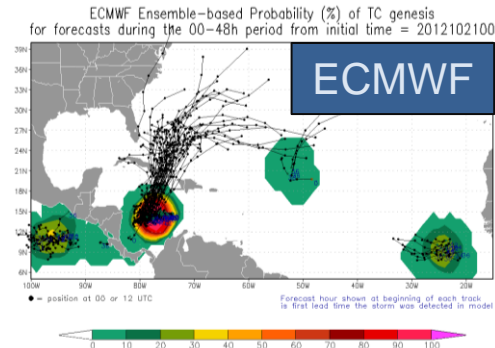 ECMWF Ensemble-based Probability (%) of TC genesis
for forecasts during the 00-48h period from initial time = 2012102100
ECMWF
39N
36N
33N
30N
27N
24N
21N
18N
15N
12N
9N
6N
100W 90W 80W 70W 60W 50W 40W 30W 20W
● = position at 00 or 12 UTC
Forecast hour shown at beginning of each track
is first lead time the storm was detected in model
0 10 20 30 40 50 60 70 80 90 100